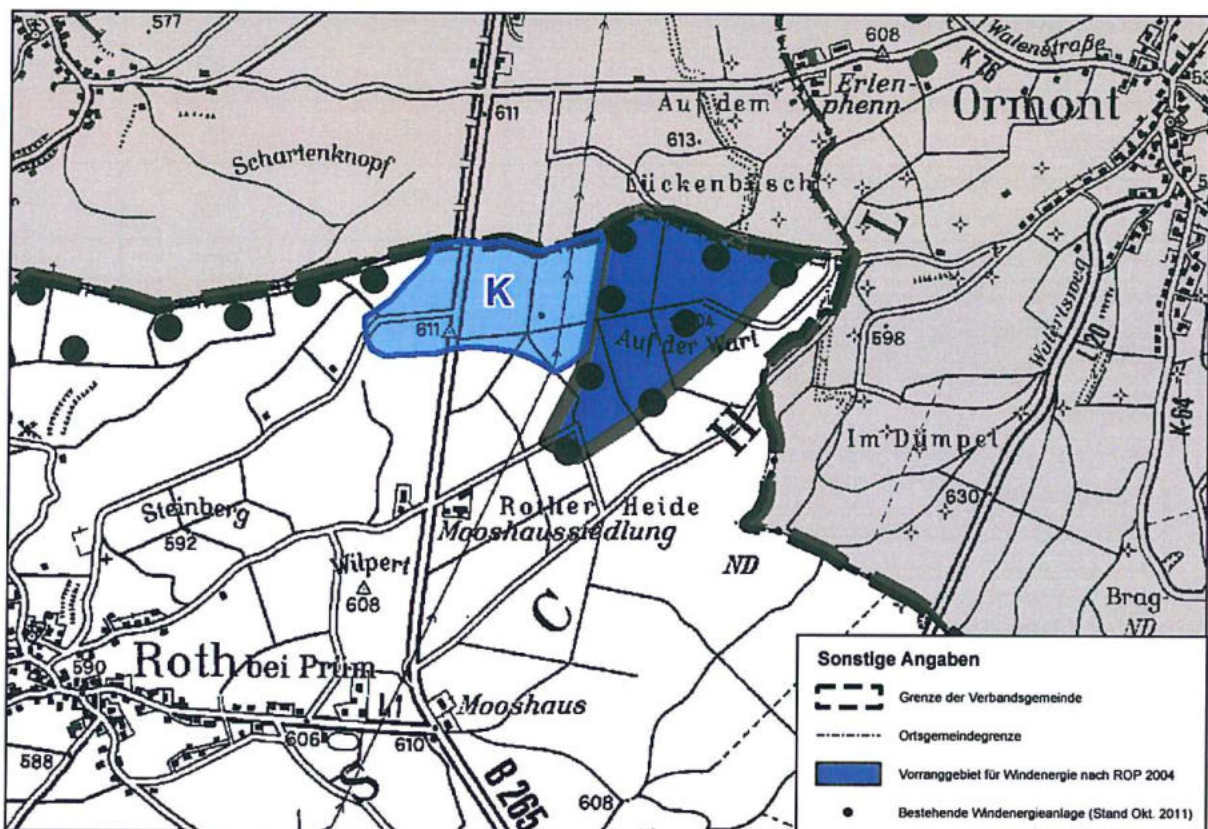 577
608
Walenstraße
K 76
53
Erlen-
phenn
Ormont
611
Auf dem
613
Schartenknopf
Lückenbüsch
L
K
611
04
Auf der Wart
598
Walertsweg
L 20
H
Im Dümpel
K 64
630
Steinberg
592
Rother Heide
Mooshaussiedlung
Wilpert
608
ND
C
Brag-
ND
590
Roth bei Prüm
Mooshaus
606
610
588
S
B 265
608
Sonstige Angaben
Grenze der Verbandsgemeinde
Ortsgemeindegrenze
Vorranggebiet für Windenergie nach ROP 2004
Bestehende Windenergieanlage (Stand Okt. 2011)